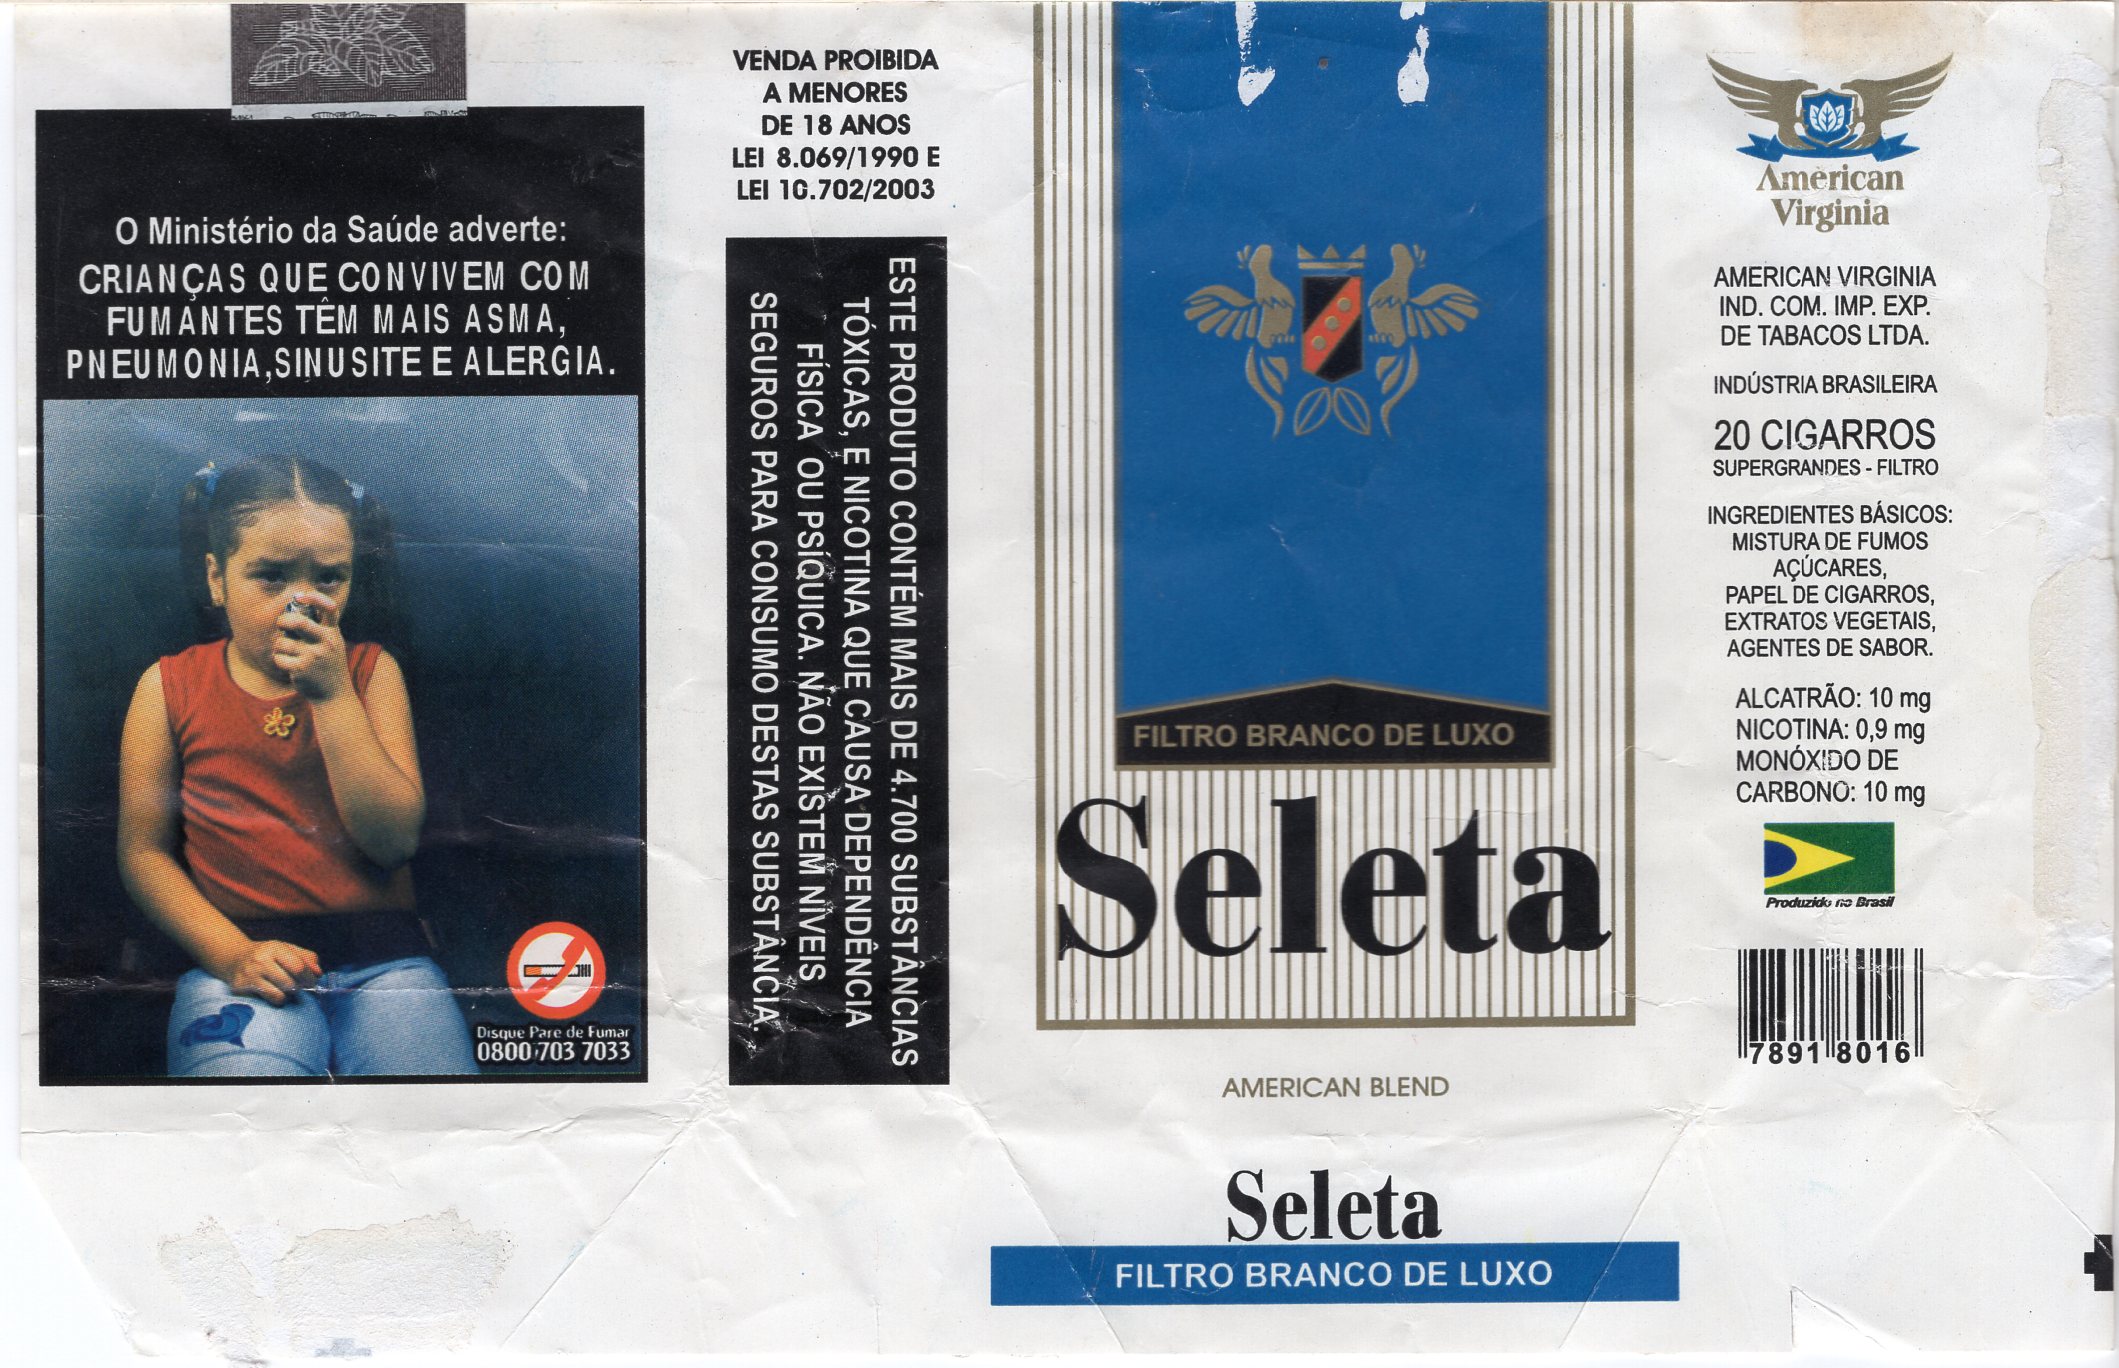 O Ministério da Saúde adverte:
CRIANÇAS QUE CONVIVEM COM
FUMANTES TÊM MAIS ASMA,
PNEUMONIA,SINUSITE E ALERGIA.
Disque Pare de Fumar
0800 703 7033
VENDA PROIBIDA
A MENORES
DE 18 ANOS
LEI 8.069/1990 E
LEI 10.702/2003
ESTE PRODUTO CONTÉM MAIS DE 4.700 SUBSTÂNCIAS
TÓXICAS, E NICOTINA QUE CAUSA DEPENDÊNCIA
FÍSICA OU PSÍQUICA. NÃO EXISTEM NÍVEIS
SEGUROS PARA CONSUMO DESTAS SUBSTÂNCIA.
FILTRO BRANCO DE LUXO
Seleta
AMERICAN BLEND
Seleta
FILTRO BRANCO DE LUXO
American
Virginia
AMERICAN VIRGINIA
IND. COM. IMP. EXP.
DE TABACOS LTDA.
INDÚSTRIA BRASILEIRA
20 CIGARROS
SUPERGRANDES - FILTRO
INGREDIENTES BÁSICOS:
MISTURA DE FUMOS
AÇÚCARES,
PAPEL DE CIGARROS,
EXTRATOS VEGETAIS,
AGENTES DE SABOR.
ALCATRÃO: 10 mg
NICOTINA: 0,9 mg
MONÓXIDO DE
CARBONO: 10 mg
Produzido no Brasil
7891 8016